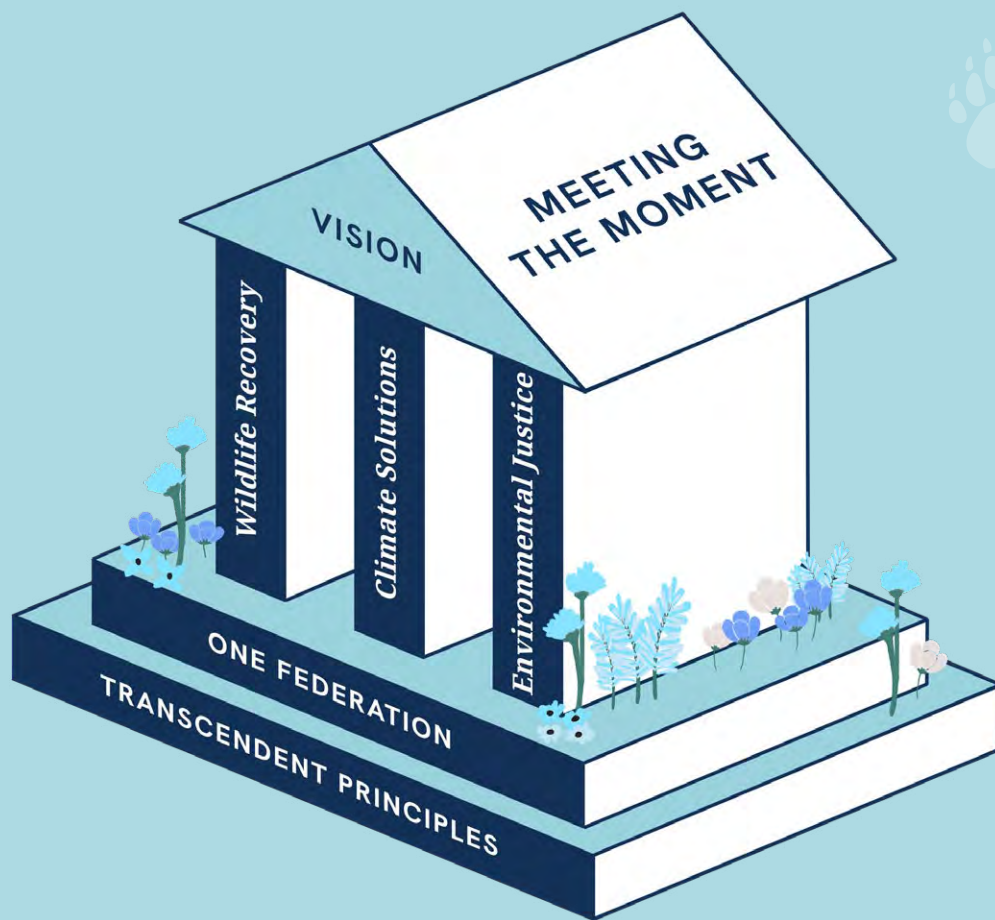 MEETING
THE MOMENT
VISION
Wildlife Recovery
Climate Solutions
Environmental Justice
ONE FEDERATION
TRANSCENDENT PRINCIPLES